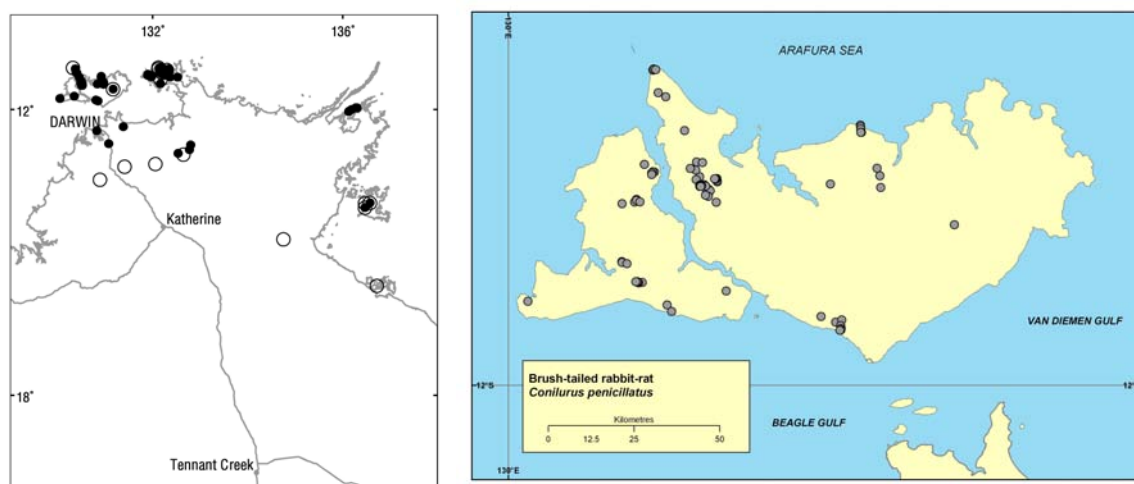 132°
136°
12°
DARWIN
Katherine
18°
Tennant Creek
130°E
ARAFURA SEA
VAN DIEMEN GULF
12°S
12°
Brush-tailed rabbit-rat
Conilurus penicillatus
Kilometres
0 12.5 25 50
BEAGLE GULF
130°E